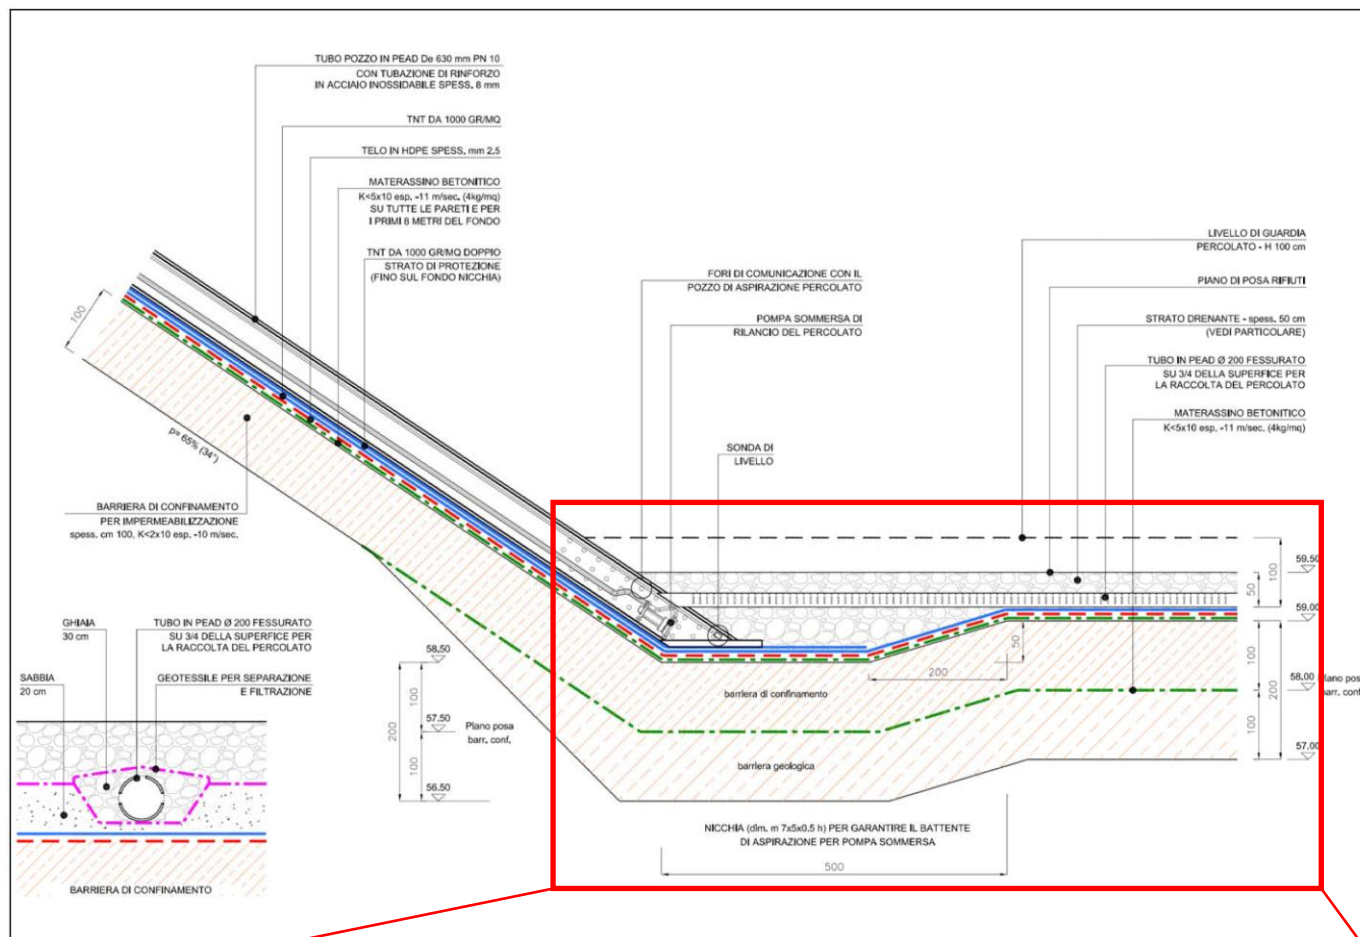 TUBO POZZO IN PEAD De 630 mm PN 10
CON TUBAZIONE DI RINFORZO
IN ACCIAIO INOSSIDABILE SPESS. 8 mm
TNT DA 1000 GR/MQ
TELO IN HDPE SPESS. mm 2,5
MATERASSINO BETONITICO
K<5x10 esp. -11 m/sec. (4kg/mq)
SU TUTTE LE PARETI E PER
I PRIMI 8 METRI DEL FONDO
TNT DA 1000 GR/MQ DOPPIO
STRATO DI PROTEZIONE
(FINO SUL FONDO NICCHIA)
FORI DI COMUNICAZIONE CON IL
POZZO DI ASPIRAZIONE PERCOLATO
POMPA SOMMERSA DI
RILANCIO DEL PERCOLATO
SONDA DI
LIVELLO
LIVELLO DI GUARDIA
PERCOLATO - H 100 cm
PIANO DI POSA RIFIUTI
STRATO DRENANTE - spess. 50 cm
(VEDI PARTICOLARE)
TUBO IN PEAD Ø 200 FESSURATO
SU 3/4 DELLA SUPERFICE PER
LA RACCOLTA DEL PERCOLATO
MATERASSINO BETONITICO
K<5x10 esp. -11 m/sec. (4kg/mq)
100
p= 65% (34°)
BARRIERA DI CONFINAMENTO
PER IMPERMEABILIZZAZIONE
spess. cm 100, K<2x10 esp. -10 m/sec.
GHIAIA
30 cm
TUBO IN PEAD Ø 200 FESSURATO
SU 3/4 DELLA SUPERFICE PER
LA RACCOLTA DEL PERCOLATO
SABBIA
20 cm
GEOTESSILE PER SEPARAZIONE
E FILTRAZIONE
BARRIERA DI CONFINAMENTO
58,50
100
57.50
200
100
56.50
Piano posa
barr. conf.
barriera di confinamento
barriera geologica
200
50
59.50
100
50
59.00
100
58.00
Piano posa
barr. conf
200
100
57.00
NICCHIA (dim. m 7x5x0.5 h) PER GARANTIRE IL BATTENTE
DI ASPIRAZIONE PER POMPA SOMMERSA
500